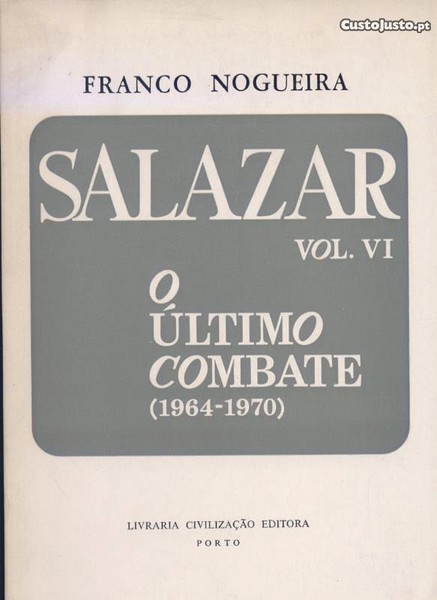 CustoJusto.pt
FRANCO NOGUEIRA
SALAZAR
VOL. VI
O
ÚLTIMO
COMBATE
(1964-1970)
LIVRARIA CIVILIZAÇÃO EDITORA
PORTO